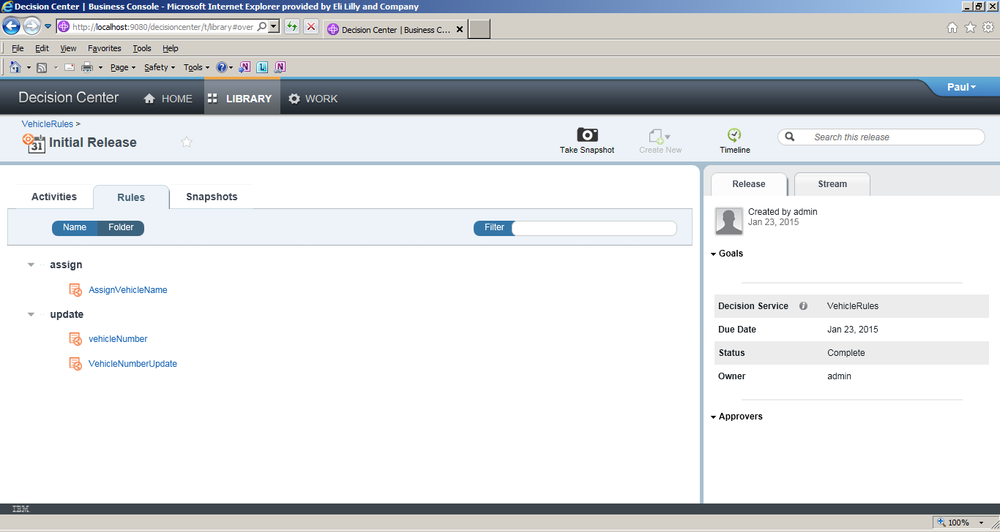 Decision Center | Business Console - Microsoft Internet Explorer provided by Eli Lilly and Company
http://localhost:9080/decisioncenter/t/library#over
Decision Center | Business C...
File Edit View Favorites Tools Help
Page Safety Tools
Decision Center HOME LIBRARY WORK Paul
VehicleRules >
31 Initial Release
Take Snapshot Create New Timeline Search this release
Activities Rules Snapshots
Name Folder Filter
assign
AssignVehicleName
update
vehicleNumber
VehicleNumberUpdate
Release Stream
Created by admin
Jan 23, 2015
Goals
Decision Service VehicleRules
Due Date Jan 23, 2015
Status Complete
Owner admin
Approvers
IBM
100%